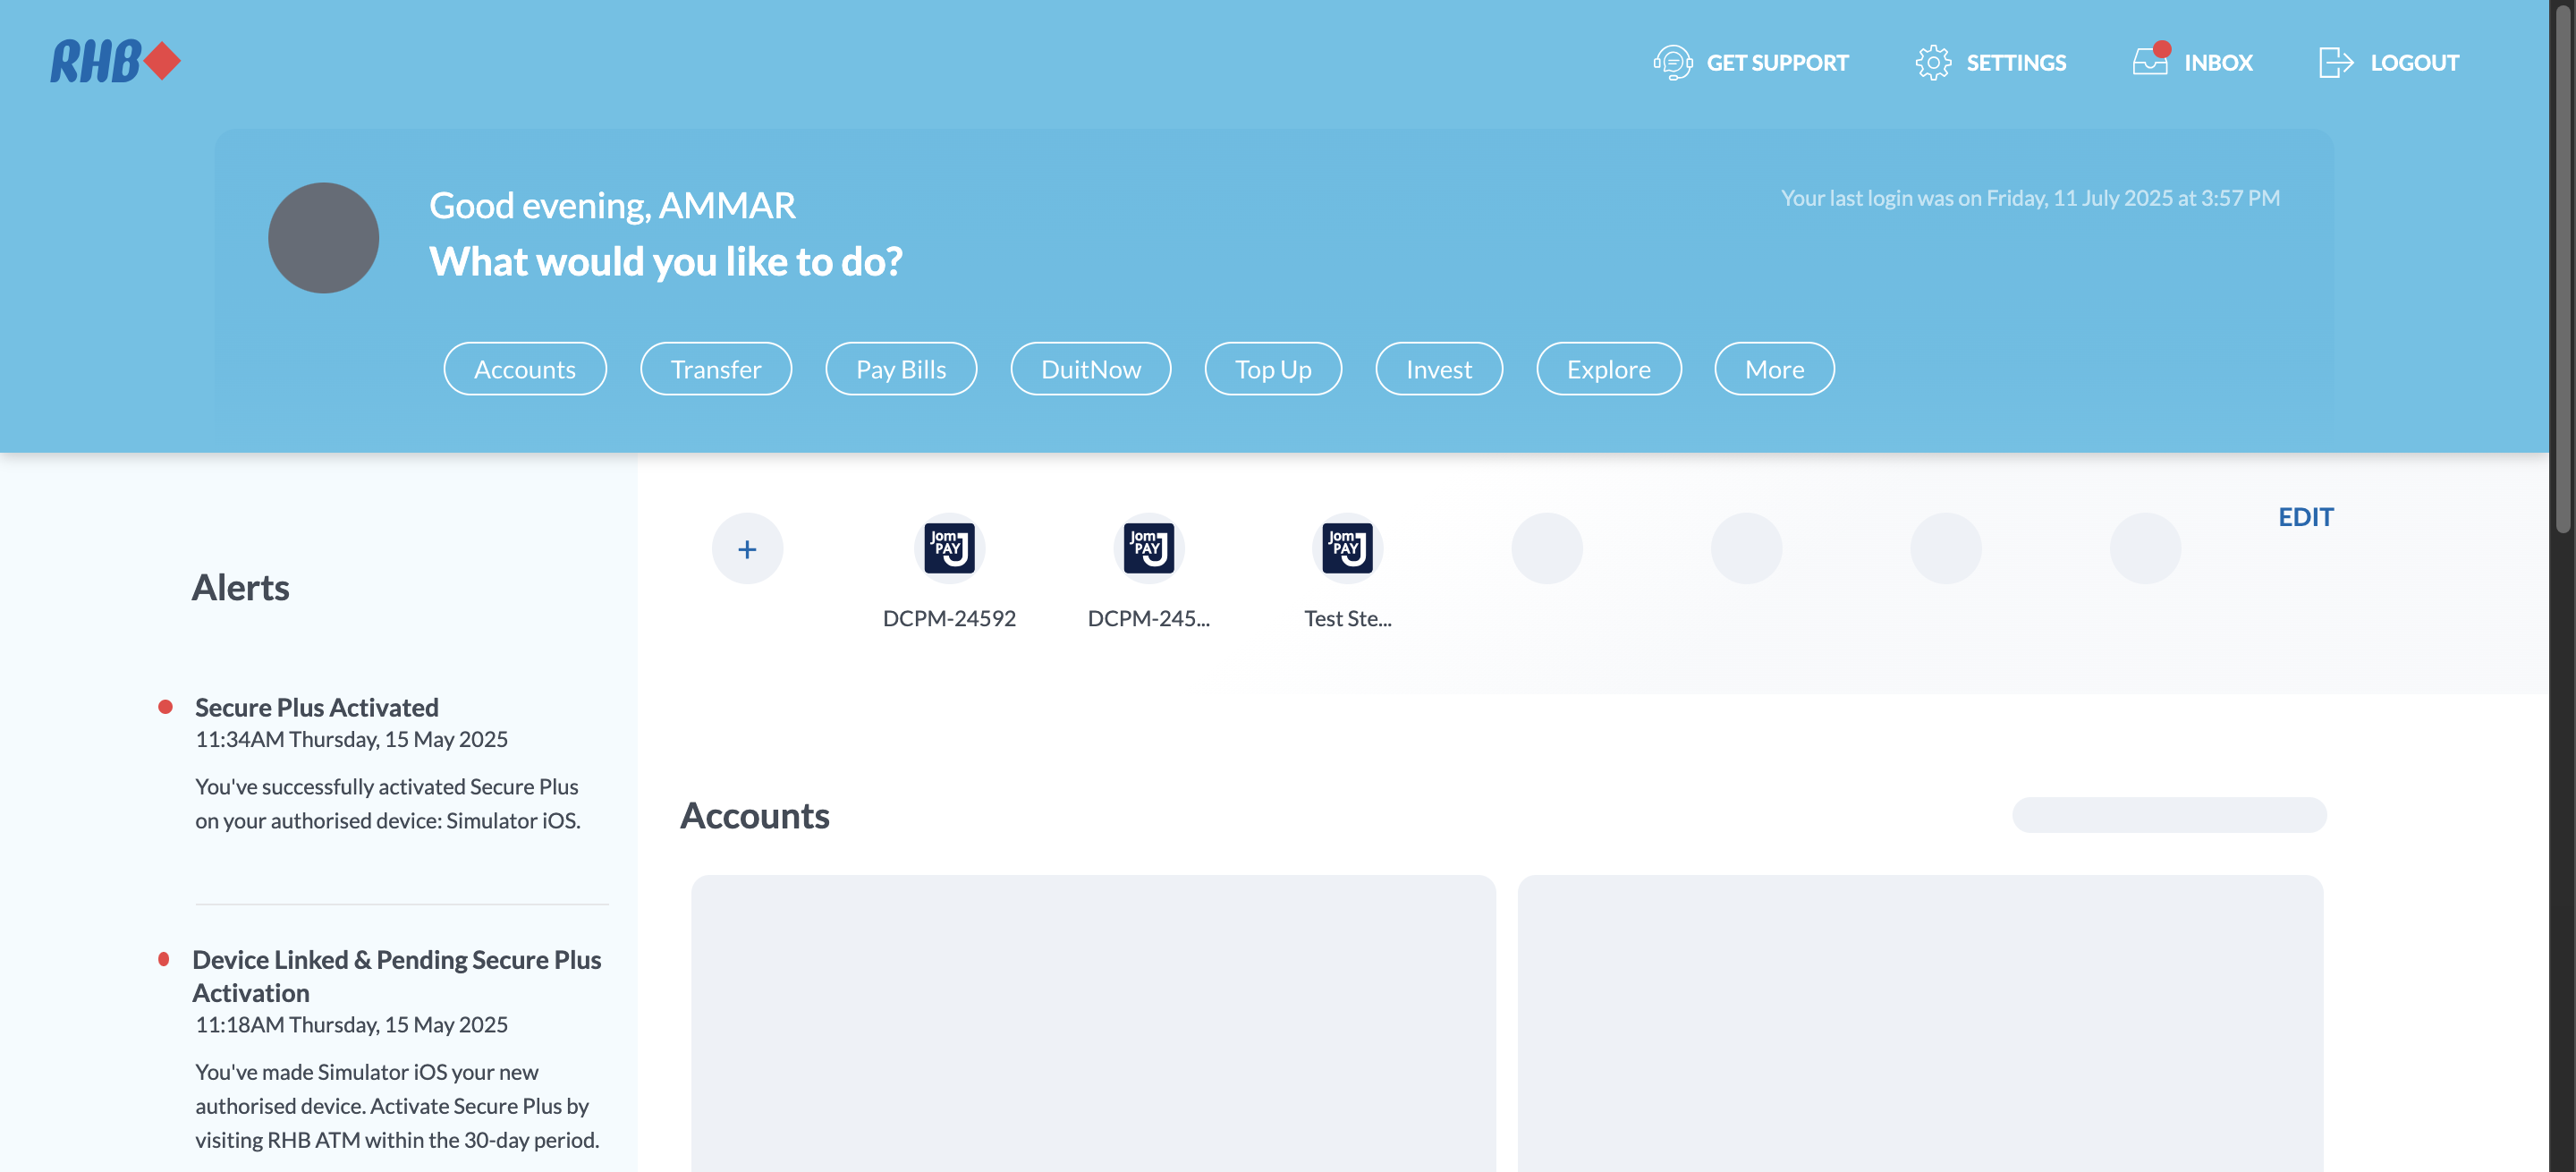 RHB
GET SUPPORT
SETTINGS
INBOX
LOGOUT
Good evening, AMMAR
Your last login was on Friday, 11 July 2025 at 3:57 PM
What would you like to do?
Accounts
Transfer
Pay Bills
DuitNow
Top Up
Invest
Explore
More
EDIT
+
Jom
PAY
DCPM-24592
Jom
PAY
DCPM-245...
Jom
PAY
Test Ste...
Alerts
Secure Plus Activated
11:34AM Thursday, 15 May 2025
You've successfully activated Secure Plus
on your authorised device: Simulator iOS.
Device Linked & Pending Secure Plus
Activation
11:18AM Thursday, 15 May 2025
You've made Simulator iOS your new
authorised device. Activate Secure Plus by
visiting RHB ATM within the 30-day period.
Accounts